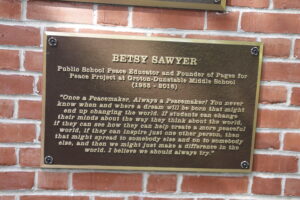 BETSY SAWYER
Public School Peace Educator and Founder of Pages for
Peace Project at Groton-Dunstable Middle School
(1955 - 2016)
"Once a Peacemaker, Always a Peacemaker! You never
know when and where a dream will be born that might
end up changing the world. If students can change
their minds about the way they think about the world,
if they can see how they can help create a more peaceful
world, if they can inspire just one other person, then
that might spread to somebody else and so to somebody
else, and then we might just make a difference in the
world. I believe we should always try."